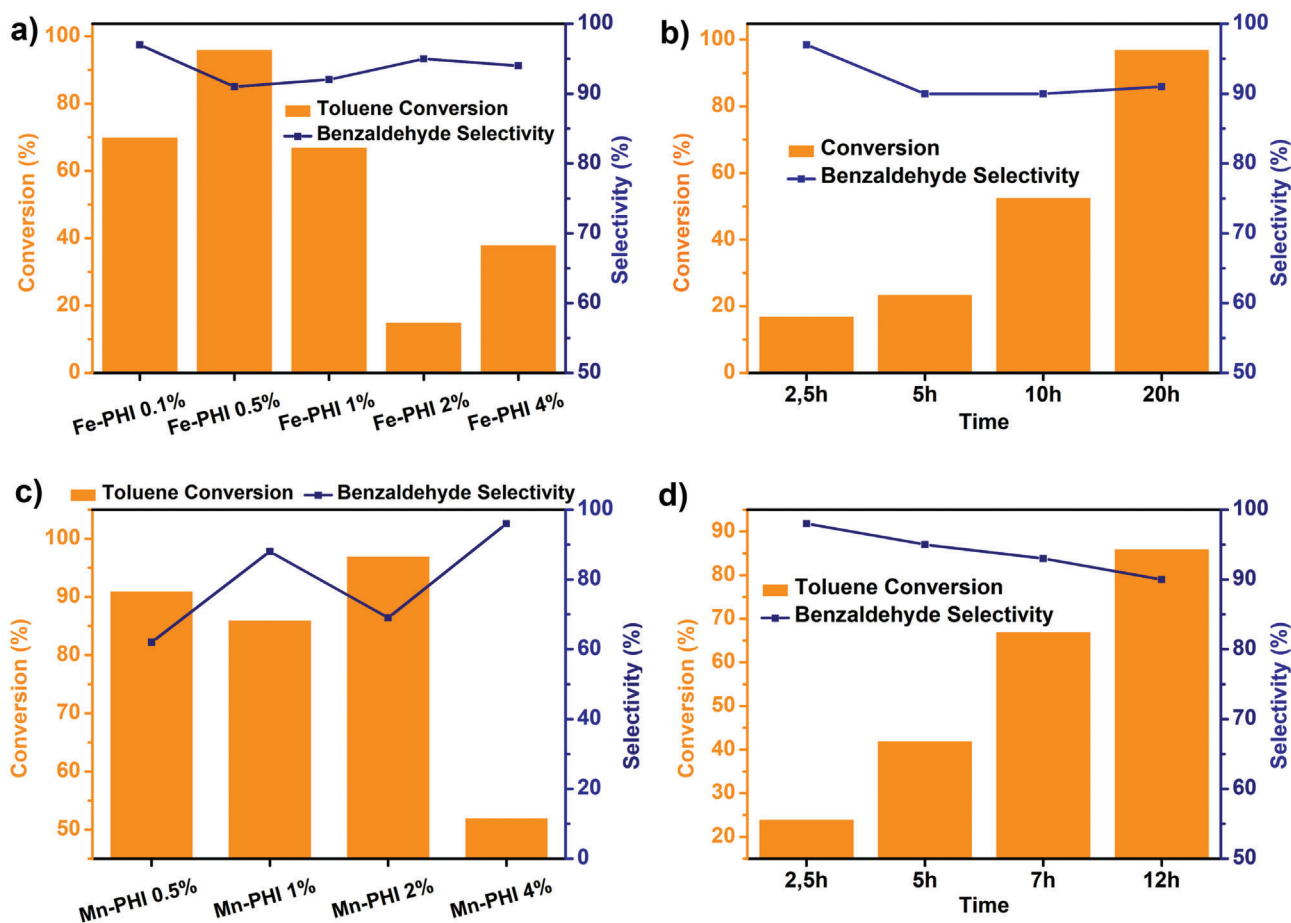 a)
Conversion (%)
100
80
60
40
20
0
Toluene Conversion
Benzaldehyde Selectivity
100
90
80
70
60
50
Selectivity (%)
Fe-PHI 0.1%
Fe-PHI 0.5%
Fe-PHI 1%
Fe-PHI 2%
Fe-PHI 4%
b)
Conversion (%)
100
80
60
40
20
0
Conversion
Benzaldehyde Selectivity
100
90
80
70
60
50
Selectivity (%)
2,5h
5h
10h
20h
Time
c)
Toluene Conversion
Benzaldehyde Selectivity
Conversion (%)
100
90
80
70
60
50
100
80
60
40
20
0
Selectivity (%)
Mn-PHI 0.5%
Mn-PHI 1%
Mn-PHI 2%
Mn-PHI 4%
d)
Conversion (%)
90
80
70
60
50
40
30
20
Toluene Conversion
Benzaldehyde Selectivity
100
90
80
70
60
50
Selectivity (%)
2,5h
5h
7h
12h
Time